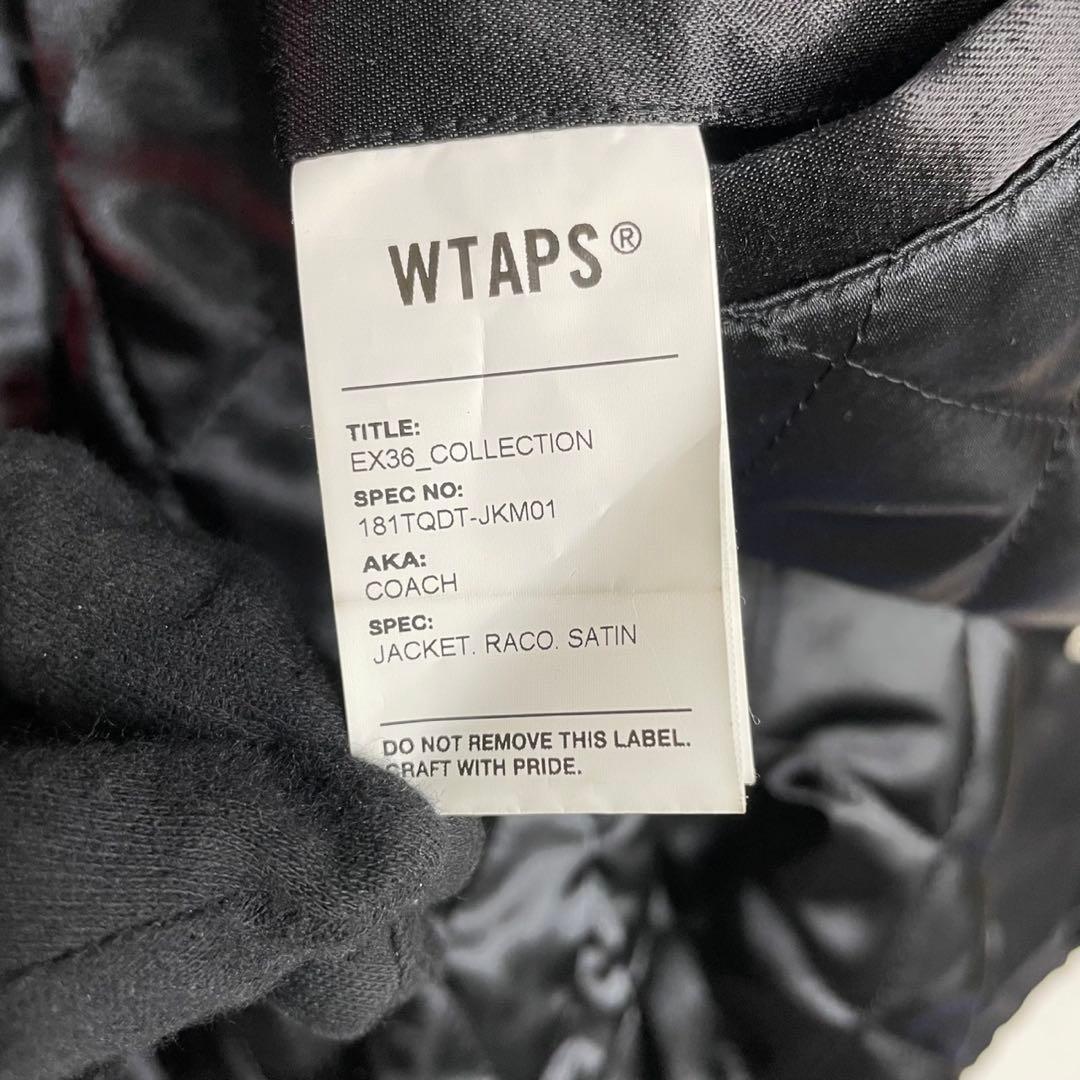 WTAPS®
TITLE:
EX36_COLLECTION
SPEC NO:
181TQDT-JKM01
AKA:
COACH
SPEC:
JACKET. RACO. SATIN
DO NOT REMOVE THIS LABEL.
CRAFT WITH PRIDE.